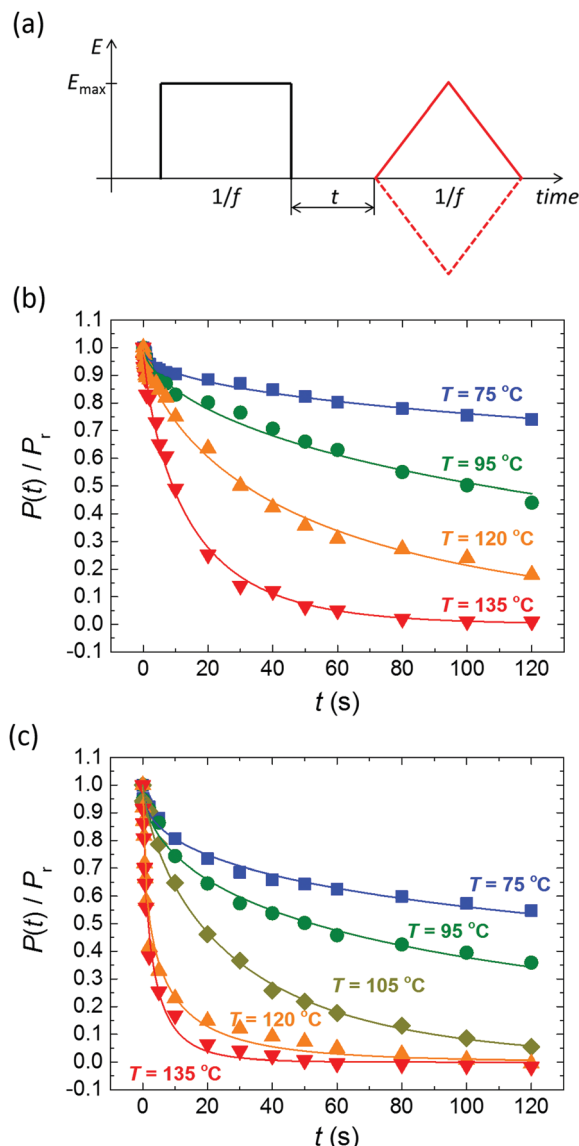 (a)
E
Emax
1/f
t
1/f
time
(b)
1.1
1.0
0.9
0.8
0.7
0.6
0.5
0.4
0.3
0.2
0.1
0.0
-0.1
P(t) / Pr
T = 75 °C
T = 95 °C
T = 120 °C
T = 135 °C
0 20 40 60 80 100 120
t (s)
(c)
1.1
1.0
0.9
0.8
0.7
0.6
0.5
0.4
0.3
0.2
0.1
0.0
-0.1
P(t) / Pr
T = 75 °C
T = 95 °C
T = 105 °C
T = 120 °C
T = 135 °C
0 20 40 60 80 100 120
t (s)